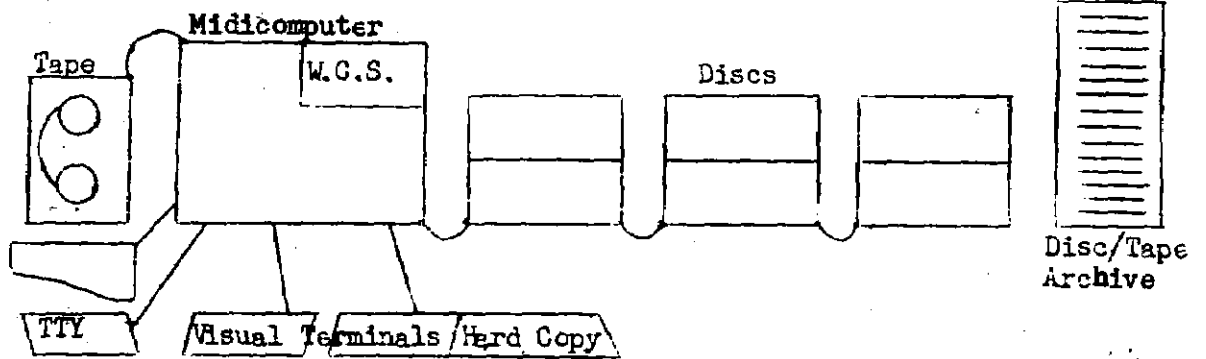 Midicomputer
Tape
W.C.S.
Discs
Disc/Tape
Archive
TTY
Visual Terminals/Hard Copy